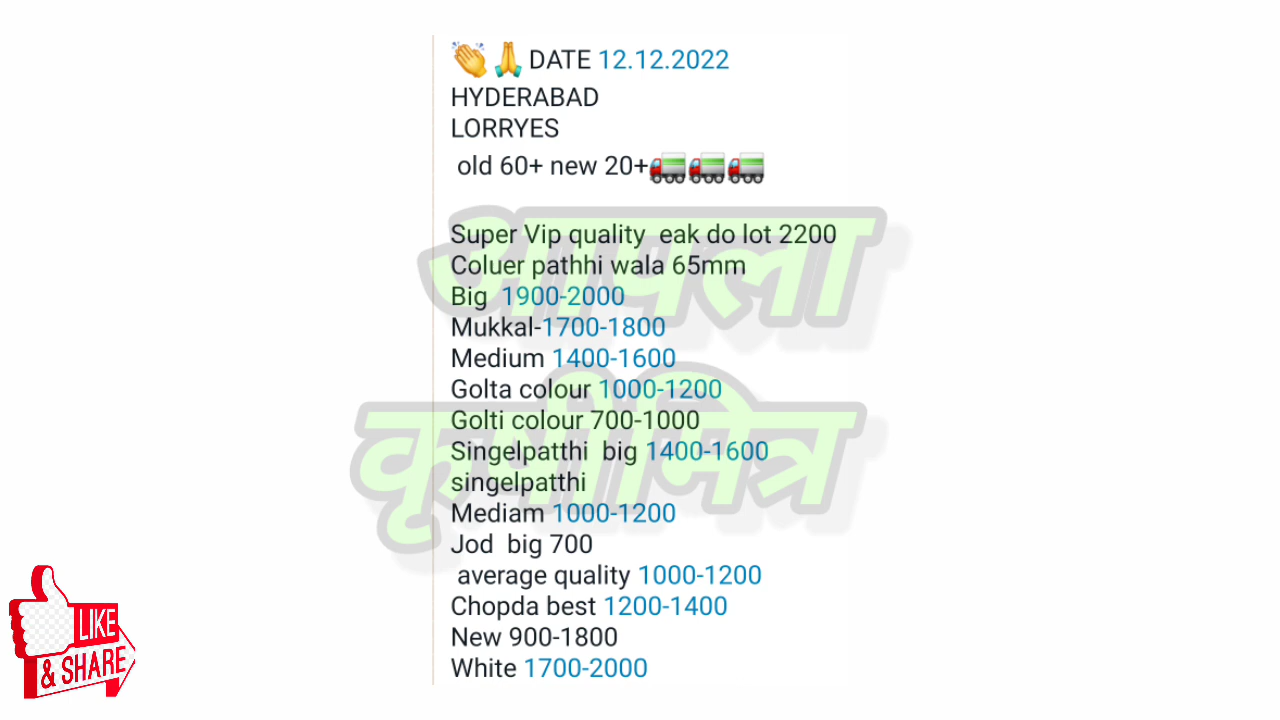 👏🙏DATE 12.12.2022
HYDERABAD
LORRYES
old 60+ new 20+🚛🚛🚛
Super Vip quality  eak do lot 2200
Coluer pathhi wala 65mm
Big  1900-2000
Mukkal-1700-1800
Medium 1400-1600
Golta colour 1000-1200
Golti colour 700-1000
Singelpatthi  big 1400-1600
singelpatthi
Mediam 1000-1200
Jod  big 700
average quality 1000-1200
Chopda best 1200-1400
New 900-1800
White 1700-2000
आपला
कृषीमित्र
LIKE
& SHARE